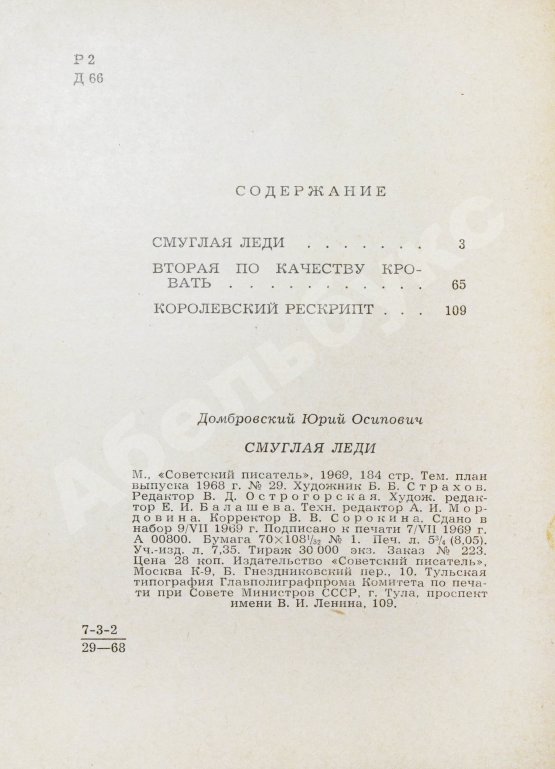 Р 2
Д 66
СОДЕРЖАНИЕ
СМУГЛАЯ ЛЕДИ . . . . . . . 3
ВТОРАЯ ПО КАЧЕСТВУ КРО-
ВАТЬ . . . . . . . . . . . 65
КОРОЛЕВСКИЙ РЕСКРИПТ . . . 109
Домбровский Юрий Осипович
СМУГЛАЯ ЛЕДИ
М., «Советский писатель», 1969, 184 стр. Тем. план
выпуска 1968 г. № 29. Художник Б. Б. Страхов.
Редактор В. Д. Острогорская. Худож. редак-
тор Е. И. Балашева. Техн. редактор А. И. Мор-
довина. Корректор В. В. Сорокина. Сдано в
набор 9/VII 1969 г. Подписано к печати 7/VII 1969 г.
А 00800. Бумага 70×108¹/₃₂ № 1. Печ. л. 5³/₄ (8,05).
Уч.-изд. л. 7,35. Тираж 30 000 экз. Заказ № 223.
Цена 28 коп. Издательство «Советский писатель»,
Москва К-9, Б. Гнездниковский пер., 10. Тульская
типография Главполиграфпрома Комитета по печа-
ти при Совете Министров СССР, г. Тула, проспект
имени В. И. Ленина, 109.
7-3-2
29—68
Абельбукс